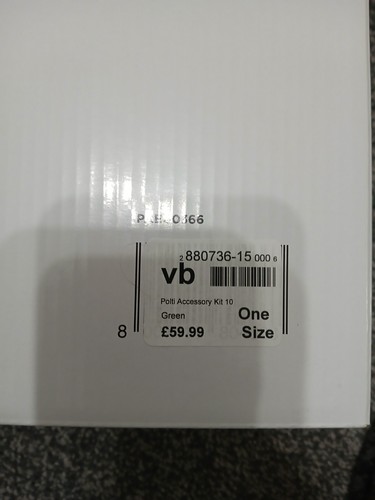 2 880736-15 000 6
vb
Polti Accessory Kit 10
Green
One
£59.99
Size
8